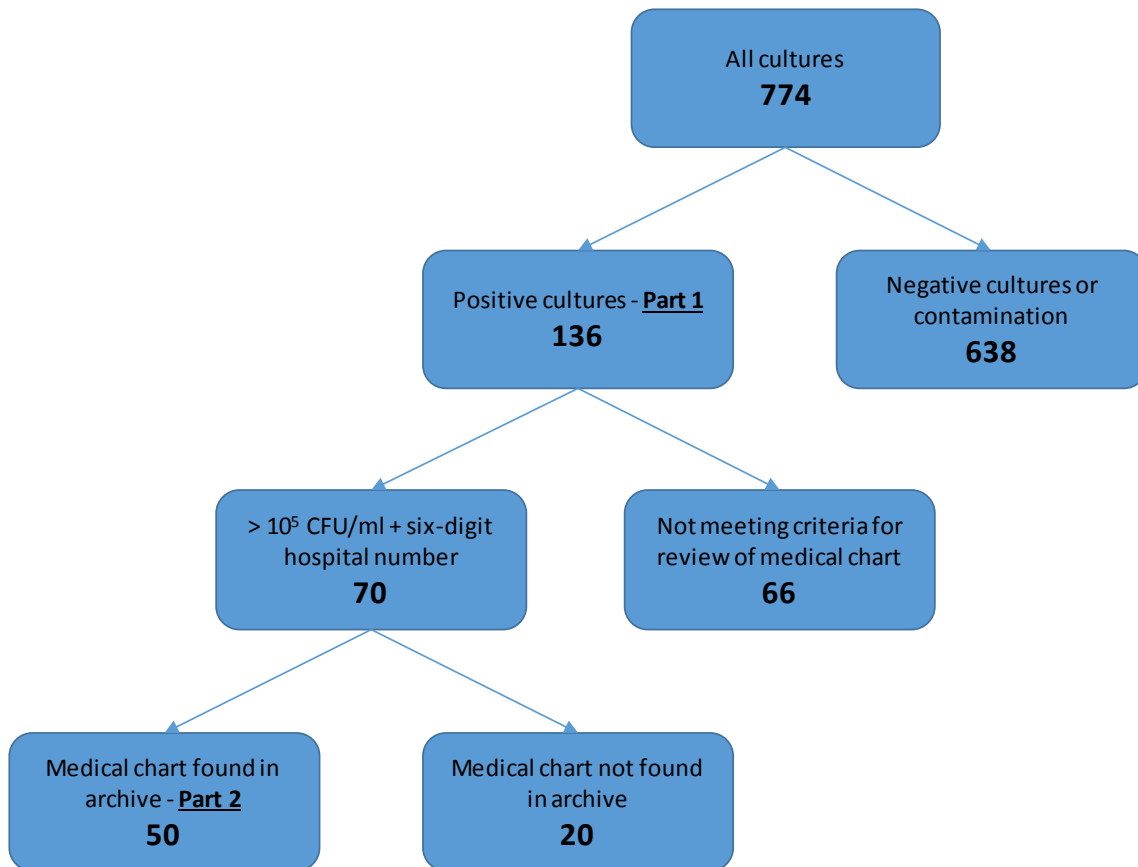 All cultures
774
Positive cultures - Part 1
136
Negative cultures or
contamination
638
> 10⁵ CFU/ml + six-digit
hospital number
70
Not meeting criteria for
review of medical chart
66
Medical chart found in
archive - Part 2
50
Medical chart not found
in archive
20